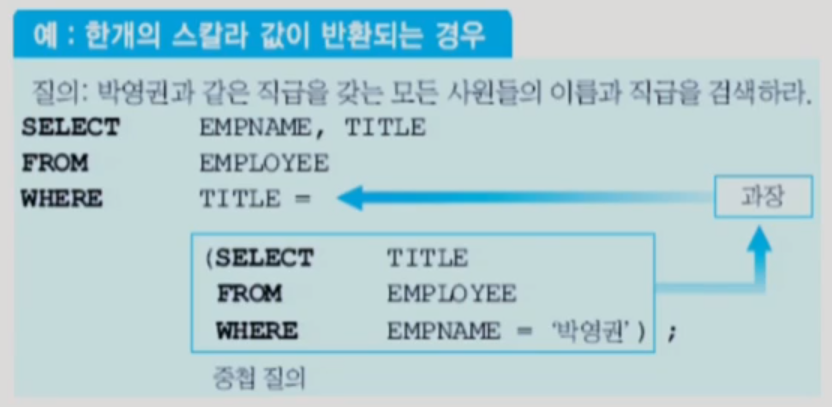 예 : 한개의 스칼라 값이 반환되는 경우
질의: 박영권과 같은 직급을 갖는 모든 사원들의 이름과 직급을 검색하라.
SELECT EMPNAME, TITLE
FROM EMPLOYEE
WHERE TITLE =
과장
(SELECT TITLE
FROM EMPLOYEE
WHERE EMPNAME = '박영권') ;
중첩 질의